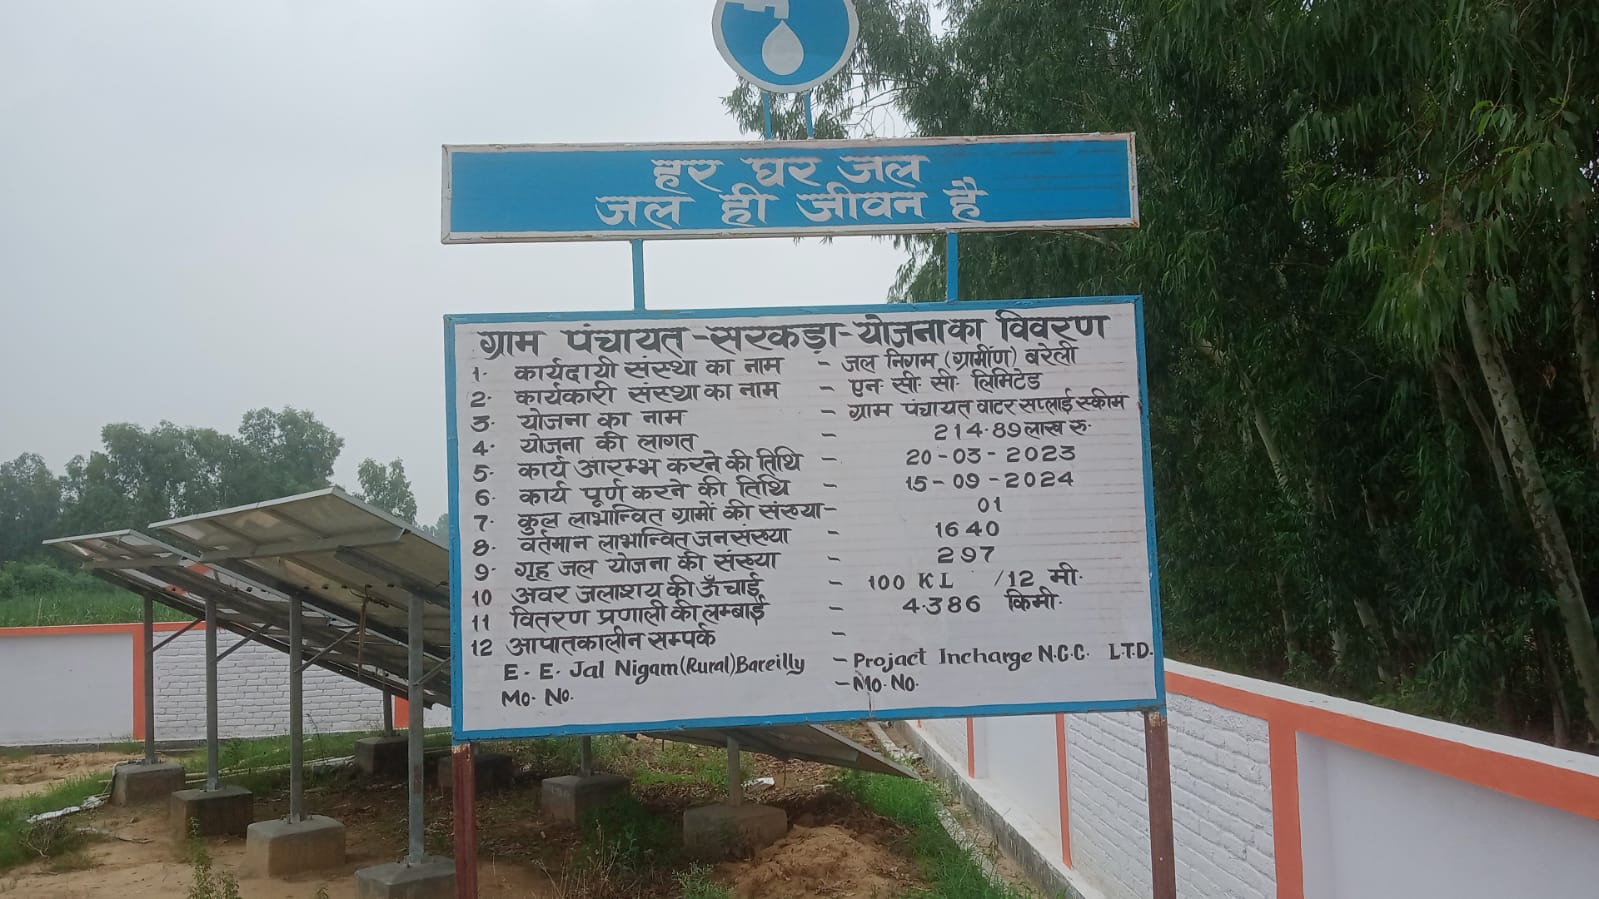 हर घर जल
जल ही जीवन है
ग्राम पंचायत-सरकड़ा-योजना का विवरण
1. कार्यदायी संस्था का नाम - जल निगम (ग्रामींण) बरेली
2. कार्यकारी संस्था का नाम - एन. सी. सी. लिमिटेड
3. योजना का नाम - ग्राम पंचायत वाटर सप्लाई स्कीम
4. योजना की लागत - 214.89 लाख रु.
5. कार्य आरम्भ करने की तिथि - 20-03-2023
6. कार्य पूर्ण करने की तिथि - 15-09-2024
7. कुल लाभान्वित ग्रामों की संख्या- 01
8. वर्तमान लाभान्वित जनसंख्या - 1640
9. गृह जल योजना की संख्या - 297
10 अवर जलाशय की ऊँचाई - 100 KL /12 मी.
11 वितरण प्रणाली की लम्बाई - 4.386 किमी.
12 आपातकालीन सम्पर्क -
E. E. Jal Nigam(Rural)Bareilly - Projact Incharge N.C.C. LTD.
Mo. No. - Mo. No.